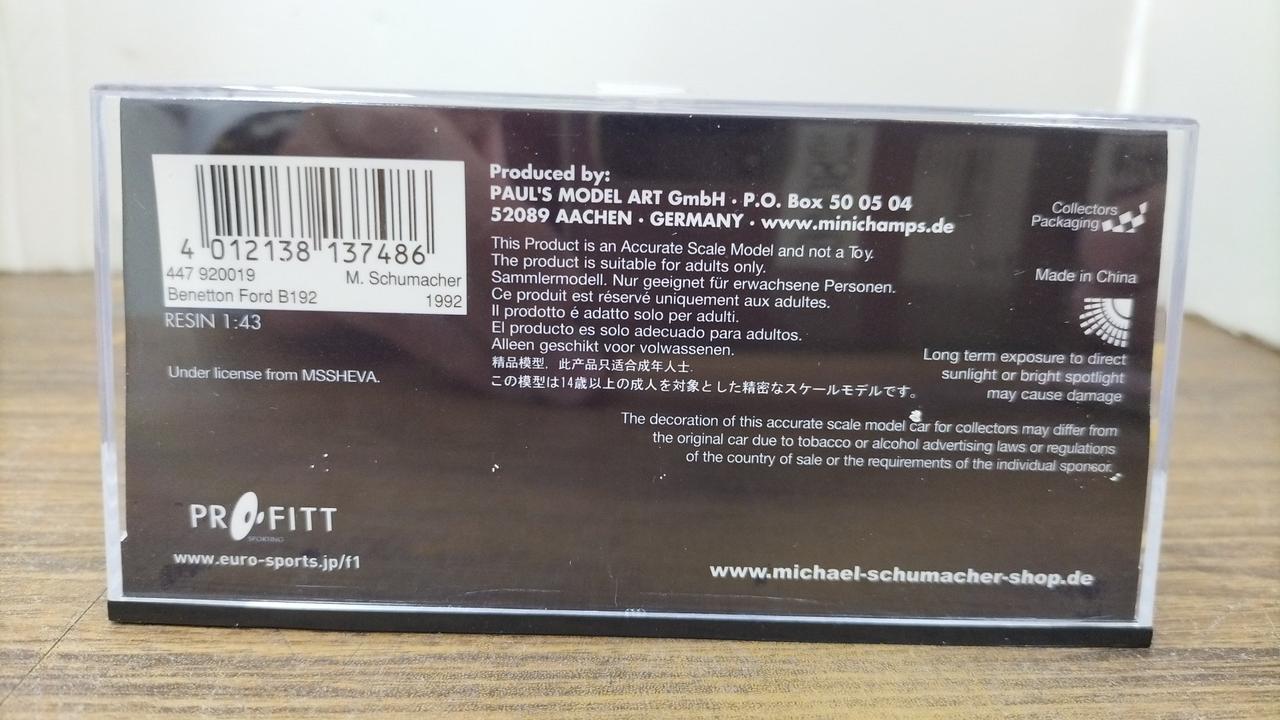 4 012138 137486
447 920019 M. Schumacher
Benetton Ford B192 1992
RESIN 1:43
Under license from MSSHEVA.
PROFITT
SPORTING
www.euro-sports.jp/f1
Produced by:
PAUL'S MODEL ART GmbH · P.O. Box 50 05 04
52089 AACHEN · GERMANY · www.minichamps.de
This Product is an Accurate Scale Model and not a Toy.
The product is suitable for adults only.
Sammlermodell. Nur geeignet für erwachsene Personen.
Ce produit est réservé uniquement aux adultes.
Il prodotto é adatto solo per adulti.
El producto es solo adecuado para adultos.
Alleen geschikt voor volwassenen.
精品模型，此产品只适合成年人士.
この模型は14歳以上の成人を対象とした精密なスケールモデルです。
Collectors
Packaging
Made in China
Long term exposure to direct
sunlight or bright spotlight
may cause damage
The decoration of this accurate scale model car for collectors may differ from
the original car due to tobacco or alcohol advertising laws or regulations
of the country of sale or the requirements of the individual sponsor.
www.michael-schumacher-shop.de